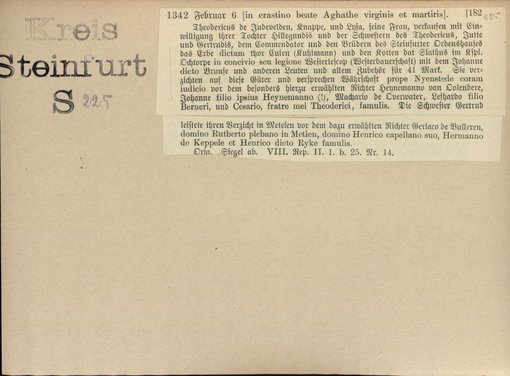 Kreis
Steinfurt
S 225
1342 Februar 6 [in crastino beate Aghathe virginis et martiris]. [182
Theodericus de Zudevelden, Knappe, und Lysa, seine Frau, verkaufen mit Ein-
willigung ihrer Tochter Hillegundis und der Schwestern des Theodericus, Jutte
und Gertrudis, dem Commendator und den Brüdern des Steinfurter Ordenshauses
das Erbe dictam thor Eulen (Kuhlmann) und den Kotten dat Slathus im Kspl.
Ochtorpe in concivio seu legione Westerlescop (Westerbauerschaft) mit dem Johanne
dicto Brunse und anderen Leuten und allem Zubehör für 41 Mark. Sie ver-
zichten auf diese Güter und versprechen Währschaft prope Nyenstode coram
iudicio vor dem besonders hierzu erwählten Richter Heynemanno van Dolendere,
Johanne filio ipsius Heynemanno (!), Machario de Overwater, Lefhardo filio
Berneri, und Cesario, fratre mei Theoderici, famulis. Die Schwester Gertrud
leistete ihren Verzicht in Metelen vor dem dazu erwählten Richter Gerlaco de Bulleren,
domino Rutberto plebano in Metlen, domino Henrico capellano suo, Hermanno
de Keppele et Henrico dicto Ryke famulis.
Orig. Siegel ab. VIII. Rep. II. 1. b. 25. Nr. 14.